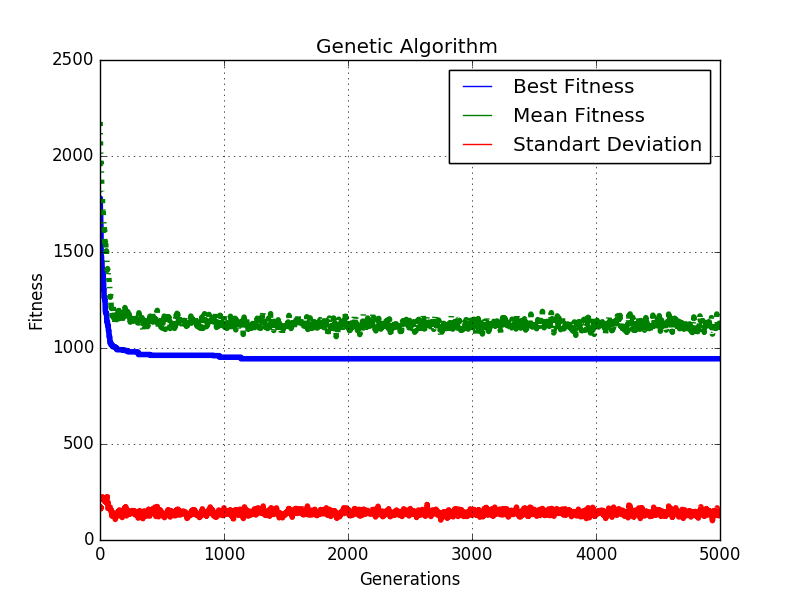 Genetic Algorithm
2500
2000
1500
1000
500
0
Fitness
Best Fitness
Mean Fitness
Standart Deviation
0 1000 2000 3000 4000 5000
Generations